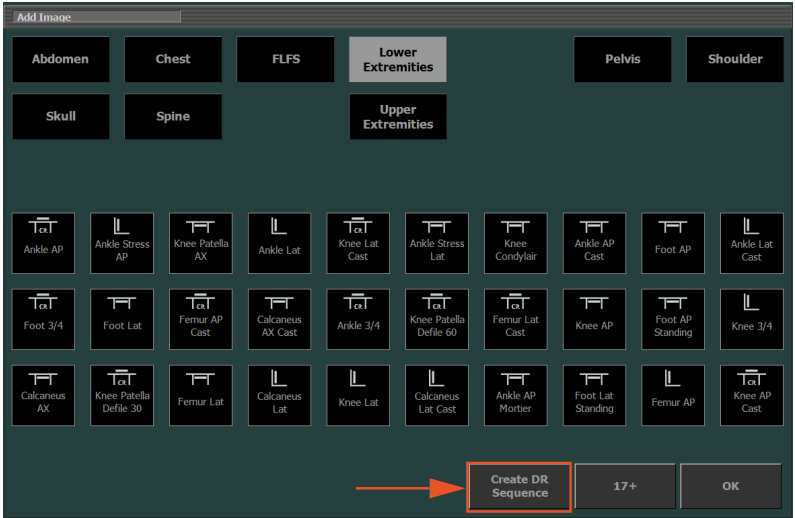 Add Image
Abdomen
Chest
FLFS
Lower
Extremities
Pelvis
Shoulder
Skull
Spine
Upper
Extremities
CR
Ankle AP
Ankle Stress
AP
Knee Patella
AX
Ankle Lat
CR
Knee Lat
Cast
Ankle Stress
Lat
Knee
Condylair
Ankle AP
Cast
Foot AP
Ankle Lat
Cast
CR
Foot 3/4
Foot Lat
CR
Femur AP
Cast
Calcaneus
AX Cast
CR
Ankle 3/4
CR
Knee Patella
Defile 60
CR
Femur Lat
Cast
Knee AP
Foot AP
Standing
Knee 3/4
Calcaneus
AX
CR
Knee Patella
Defile 30
Femur Lat
Calcaneus
Lat
Knee Lat
Calcaneus
Lat Cast
Ankle AP
Mortier
Foot Lat
Standing
Femur AP
CR
Knee AP
Cast
Create DR
Sequence
17+
OK